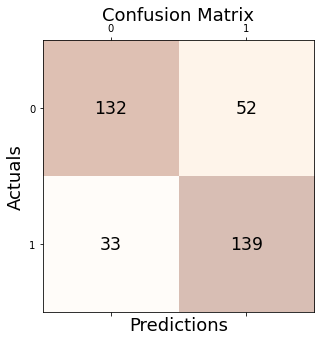 Confusion Matrix
0 1
0 132 52
Actuals
1 33 139
Predictions